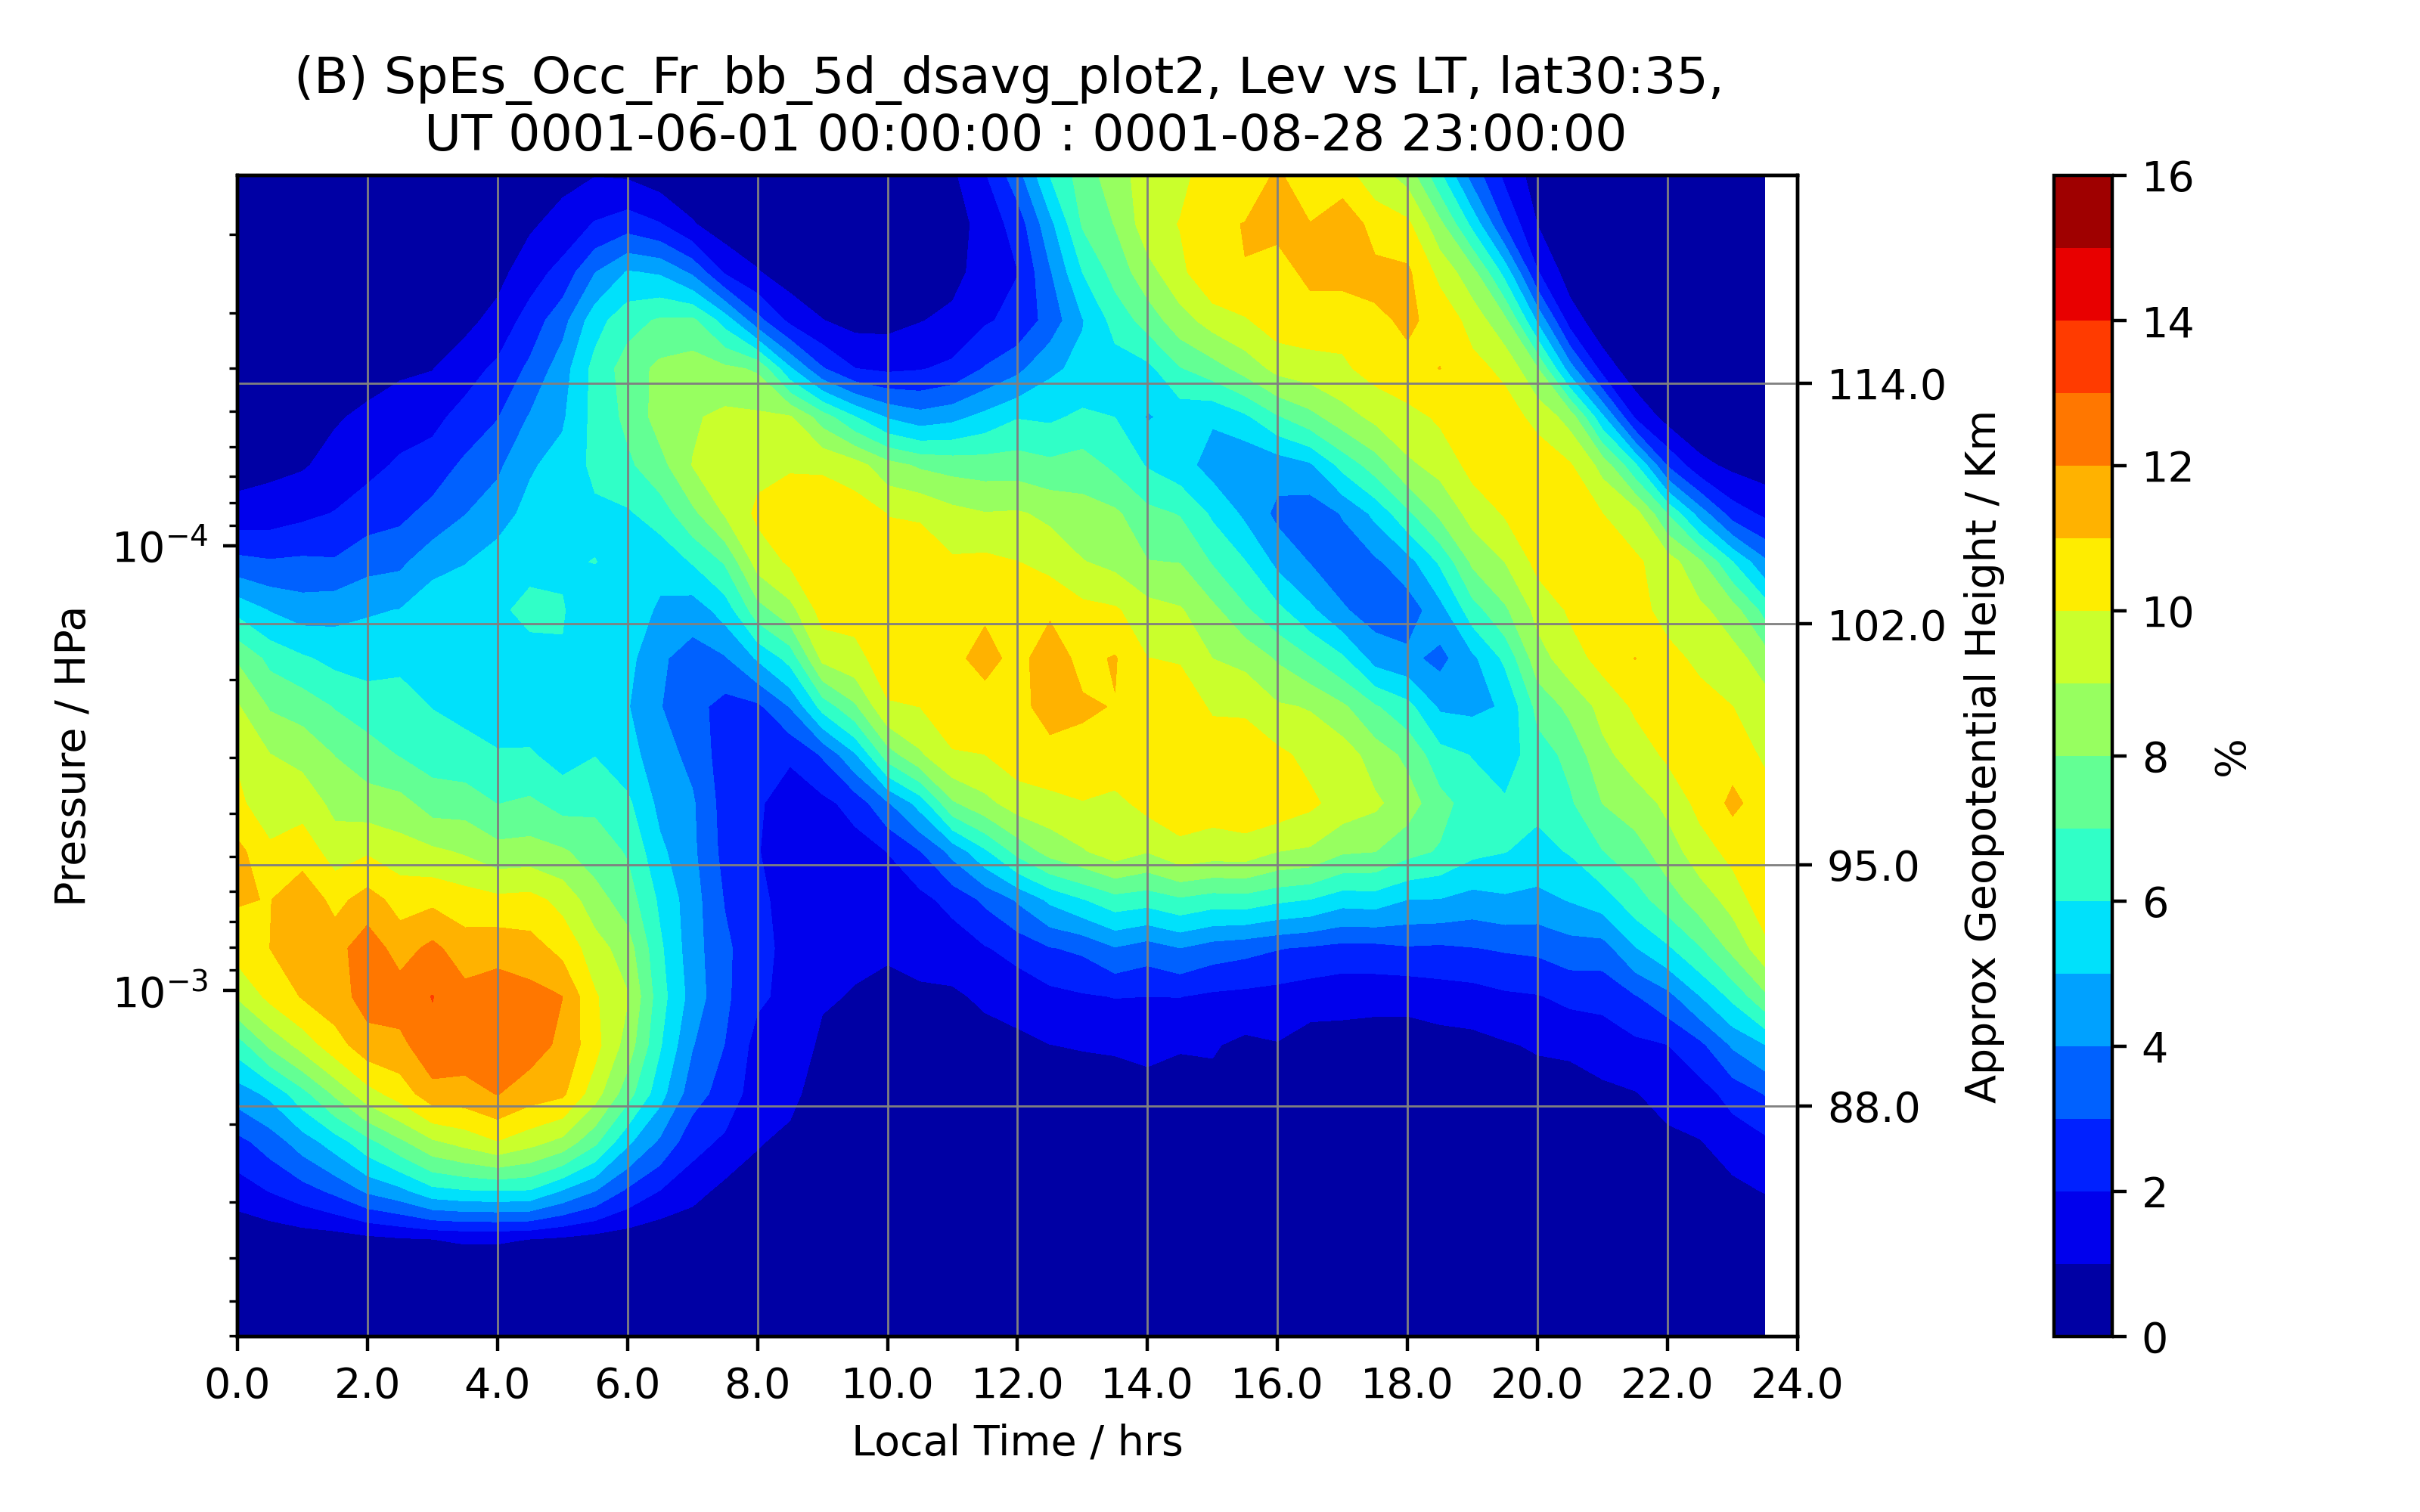 (B) SpEs_Occ_Fr_bb_5d_dsavg_plot2, Lev vs LT, lat30:35,
UT 0001-06-01 00:00:00 : 0001-08-28 23:00:00
Pressure / HPa
10⁻⁴
10⁻³
0.0 2.0 4.0 6.0 8.0 10.0 12.0 14.0 16.0 18.0 20.0 22.0 24.0
Local Time / hrs
114.0
102.0
95.0
88.0
Approx Geopotential Height / Km
16
14
12
10
8
6
4
2
0
%